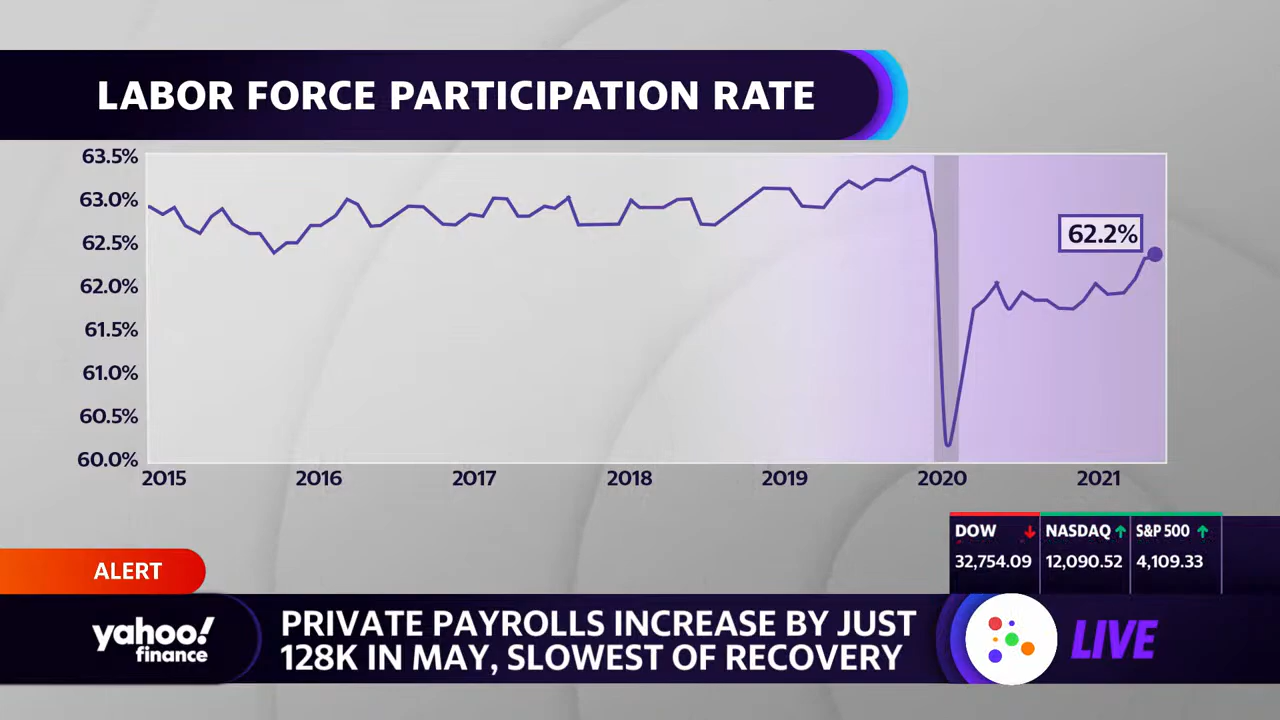 LABOR FORCE PARTICIPATION RATE
63.5%
63.0%
62.5%
62.0%
61.5%
61.0%
60.5%
60.0%
62.2%
2015 2016 2017 2018 2019 2020 2021
DOW NASDAQ S&P 500
32,754.09 12,090.52 4,109.33
ALERT
yahoo!
finance
PRIVATE PAYROLLS INCREASE BY JUST
128K IN MAY, SLOWEST OF RECOVERY
LIVE